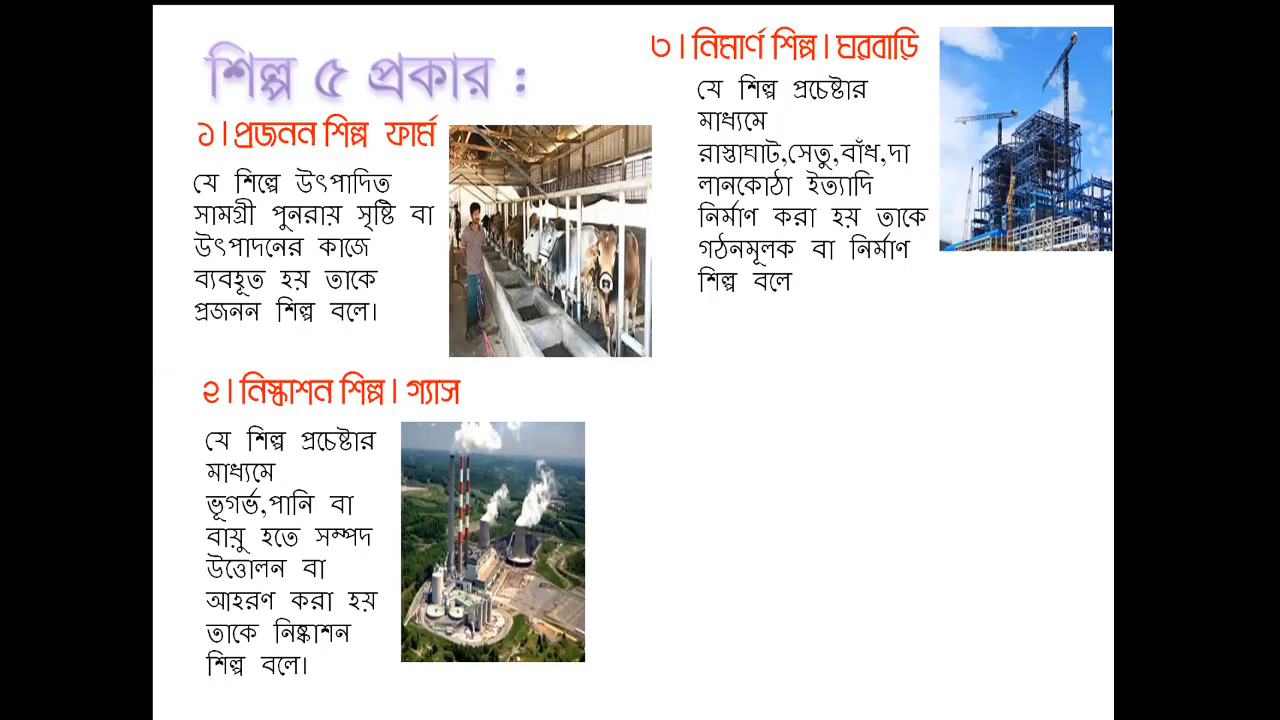 শিল্প ৫ প্রকার :
১। প্রজনন শিল্প ফার্ম
যে শিল্পে উৎপাদিত
সামগ্রী পুনরায় সৃষ্টি বা
উৎপাদনের কাজে
ব্যবহূত হয় তাকে
প্রজনন শিল্প বলে।
২। নিস্কাশন শিল্প। গ্যাস
যে শিল্প প্রচেষ্টার
মাধ্যমে
ভূগর্ভ,পানি বা
বায়ু হতে সম্পদ
উত্তোলন বা
আহরণ করা হয়
তাকে নিষ্কাশন
শিল্প বলে।
৩। নিমার্ণ শিল্প। ঘরবাড়ি
যে শিল্প প্রচেষ্টার
মাধ্যমে
রাস্তাঘাট,সেতু,বাঁধ,দা
লানকোঠা ইত্যাদি
নির্মাণ করা হয় তাকে
গঠনমূলক বা নির্মাণ
শিল্প বলে